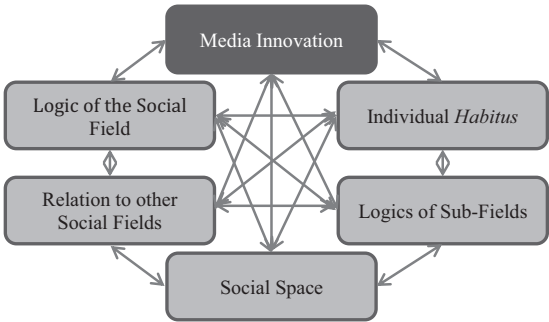 Media Innovation
Logic of the Social
Field
Individual Habitus
Relation to other
Social Fields
Logics of Sub-Fields
Social Space